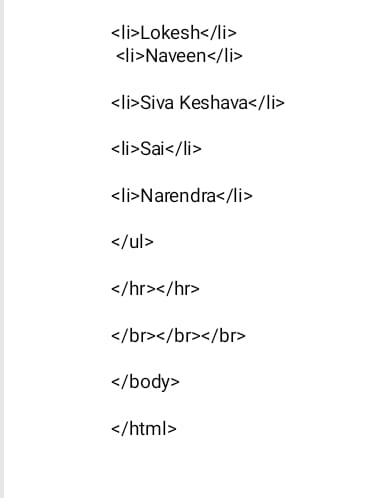 <li>Lokesh</li>
<li>Naveen</li>
<li>Siva Keshava</li>
<li>Sai</li>
<li>Narendra</li>
</ul>
</hr></hr>
</br></br></br>
</body>
</html>